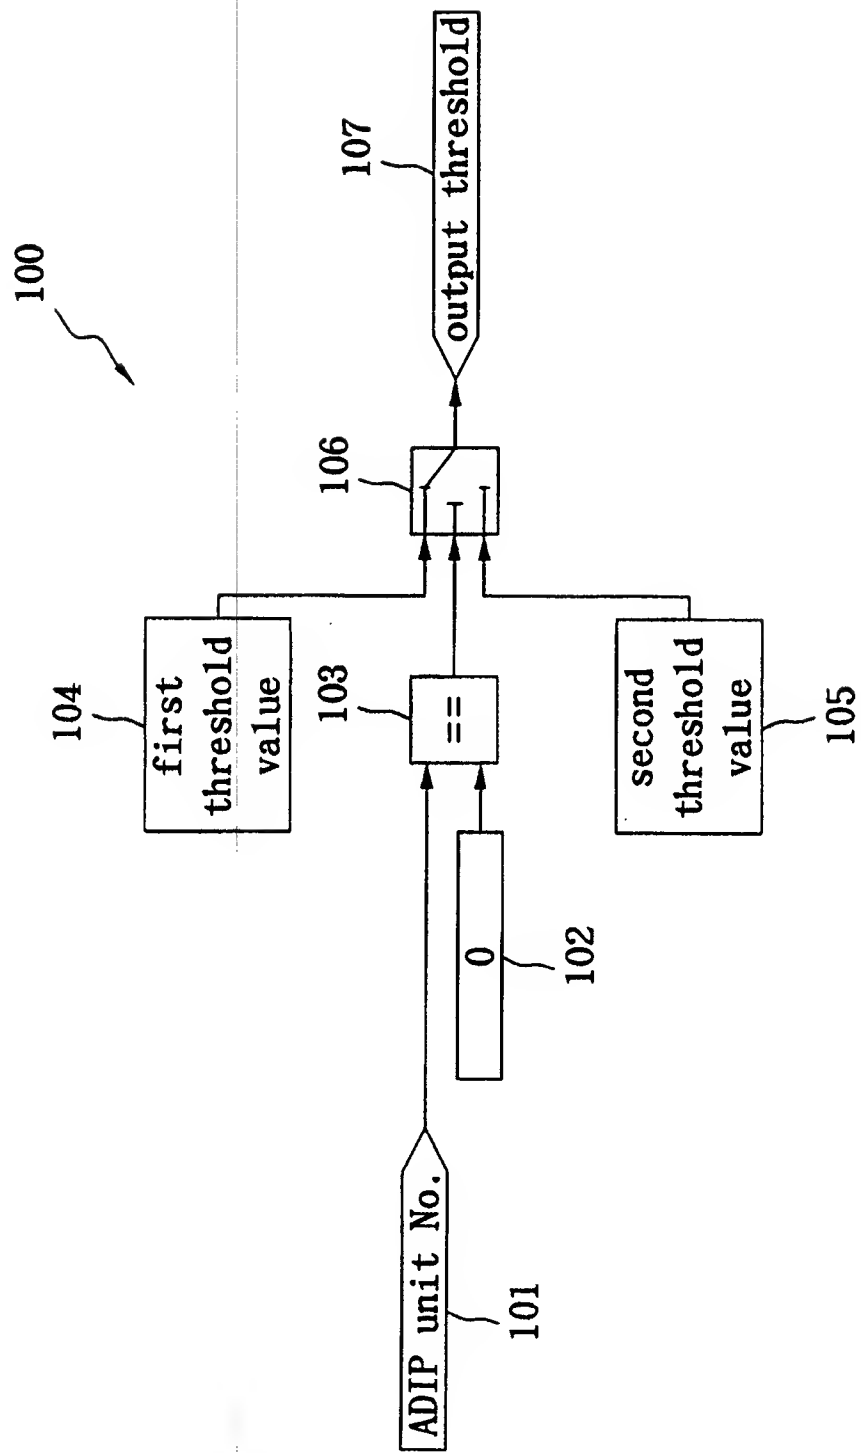 100
104
first
threshold
value
103
==
106
107
output threshold
ADIP unit No.
101
0
102
second
threshold
value
105